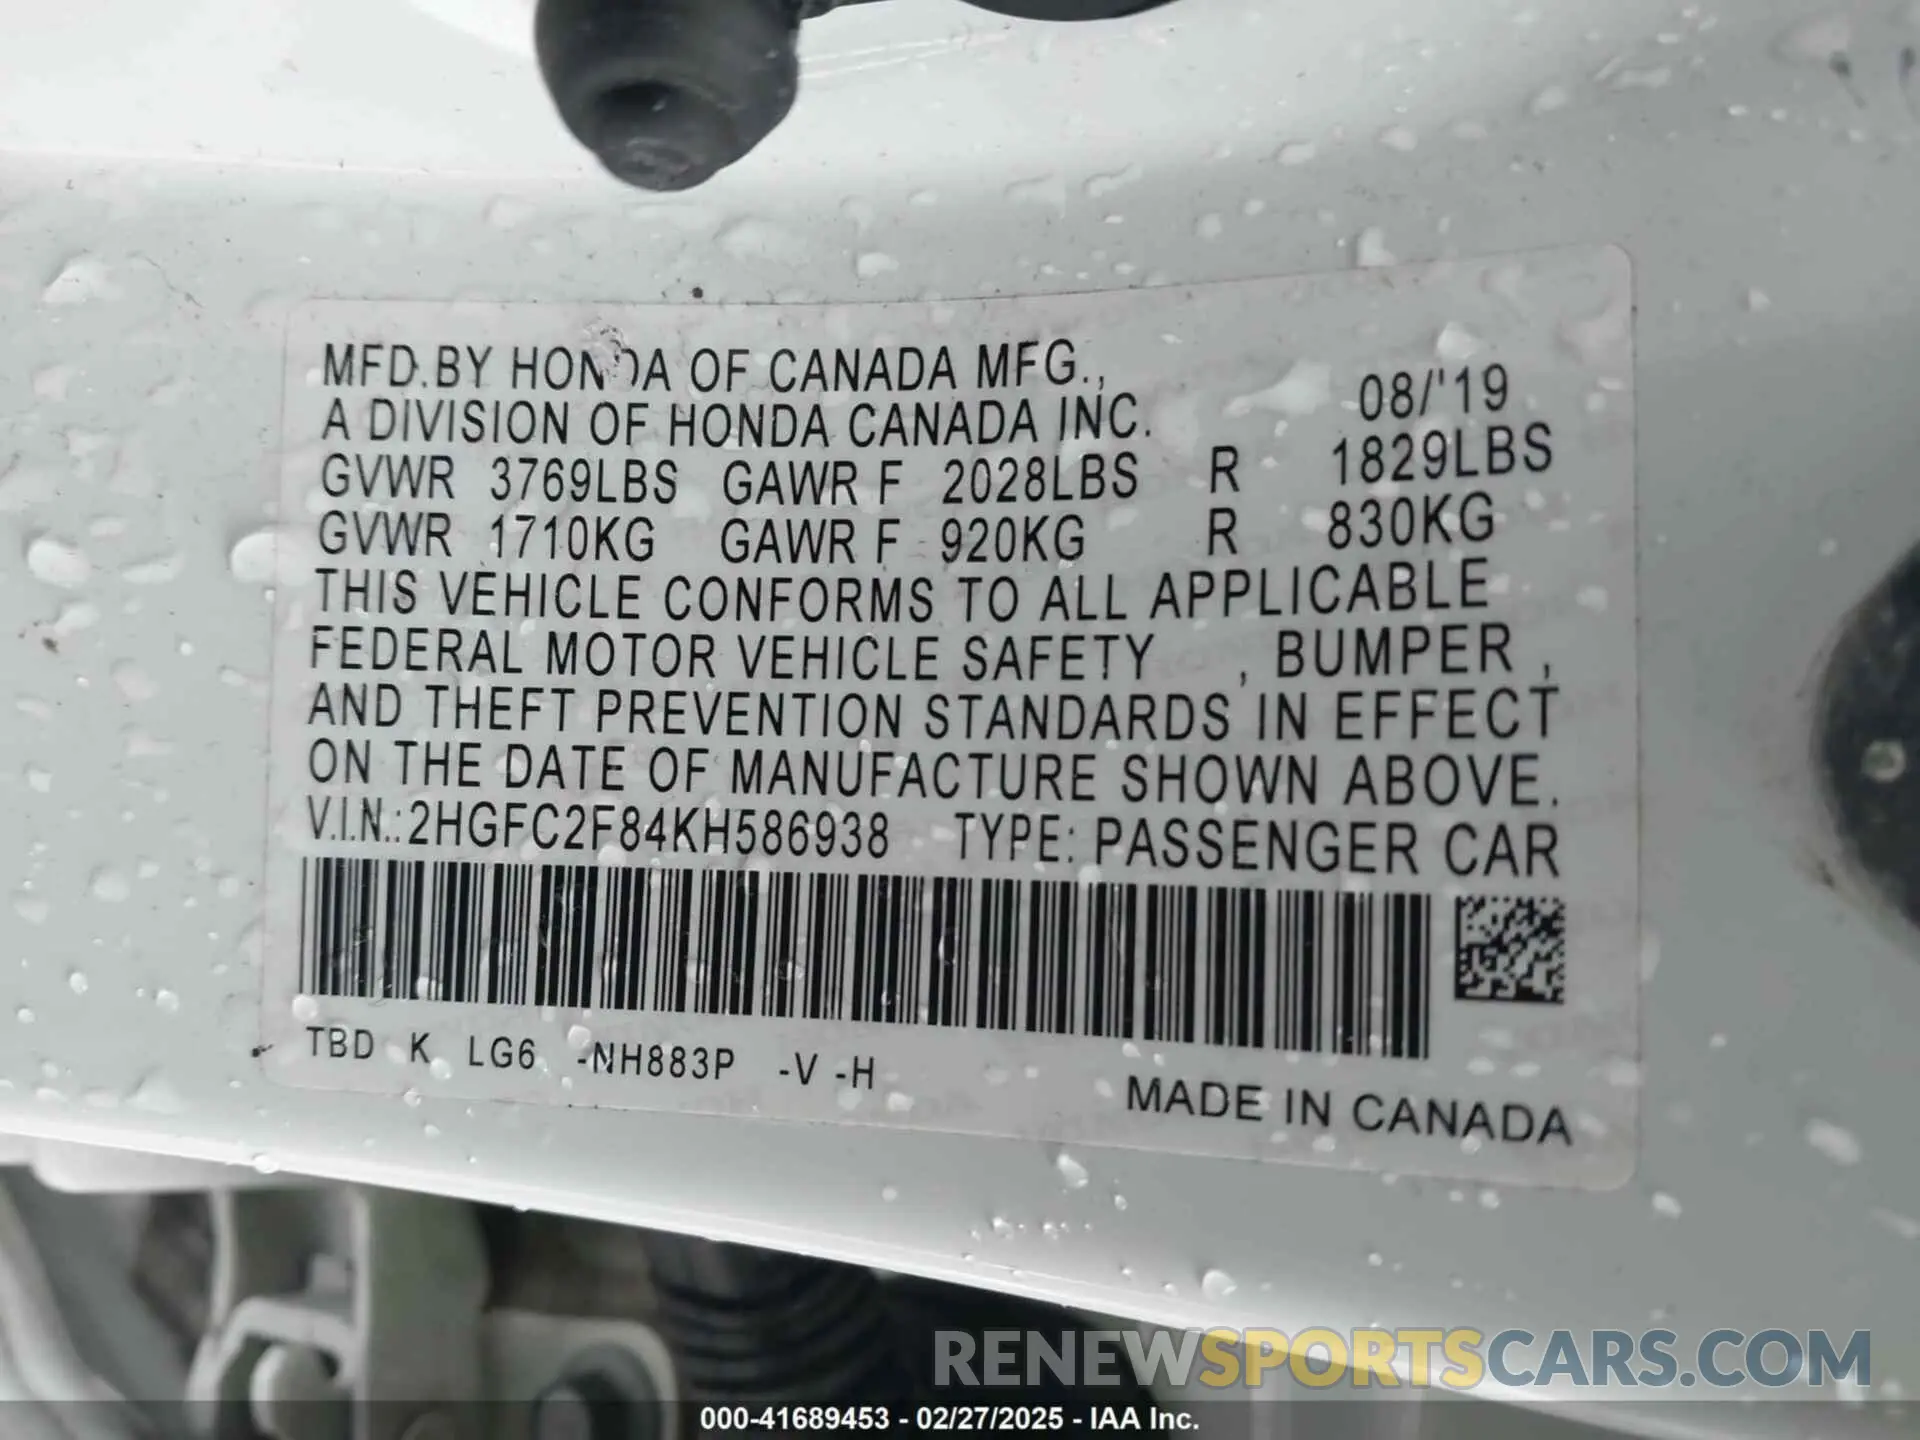 MFD.BY HONDA OF CANADA MFG.,
A DIVISION OF HONDA CANADA INC. 08/'19
GVWR 3769LBS GAWR F 2028LBS R 1829LBS
GVWR 1710KG GAWR F 920KG R 830KG
THIS VEHICLE CONFORMS TO ALL APPLICABLE
FEDERAL MOTOR VEHICLE SAFETY , BUMPER ,
AND THEFT PREVENTION STANDARDS IN EFFECT
ON THE DATE OF MANUFACTURE SHOWN ABOVE.
V.I.N.: 2HGFC2F84KH586938 TYPE: PASSENGER CAR
TBD K LG6 -NH883P -V -H
MADE IN CANADA
RENEWSPORTSCARS.COM
000-41689453 - 02/27/2025 - IAA Inc.